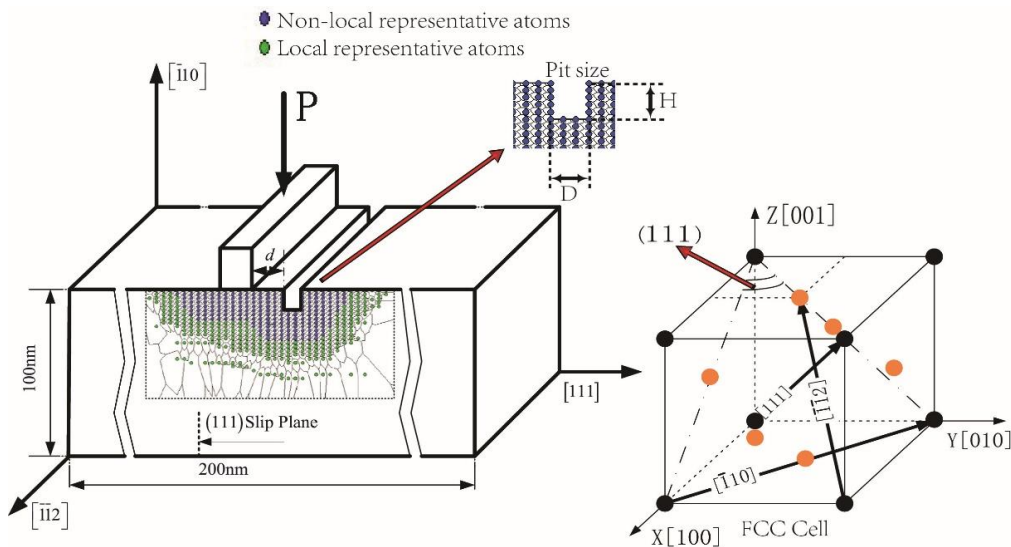 Non-local representative atoms
Local representative atoms
Pit size
[1̄10]
P
H
D
Z[001]
(111)
d
100nm
[111]
[111]
[1̄1̄2]
(111)Slip Plane
Y[010]
200nm
[1̄10]
[1̄1̄2]
X[100]
FCC Cell